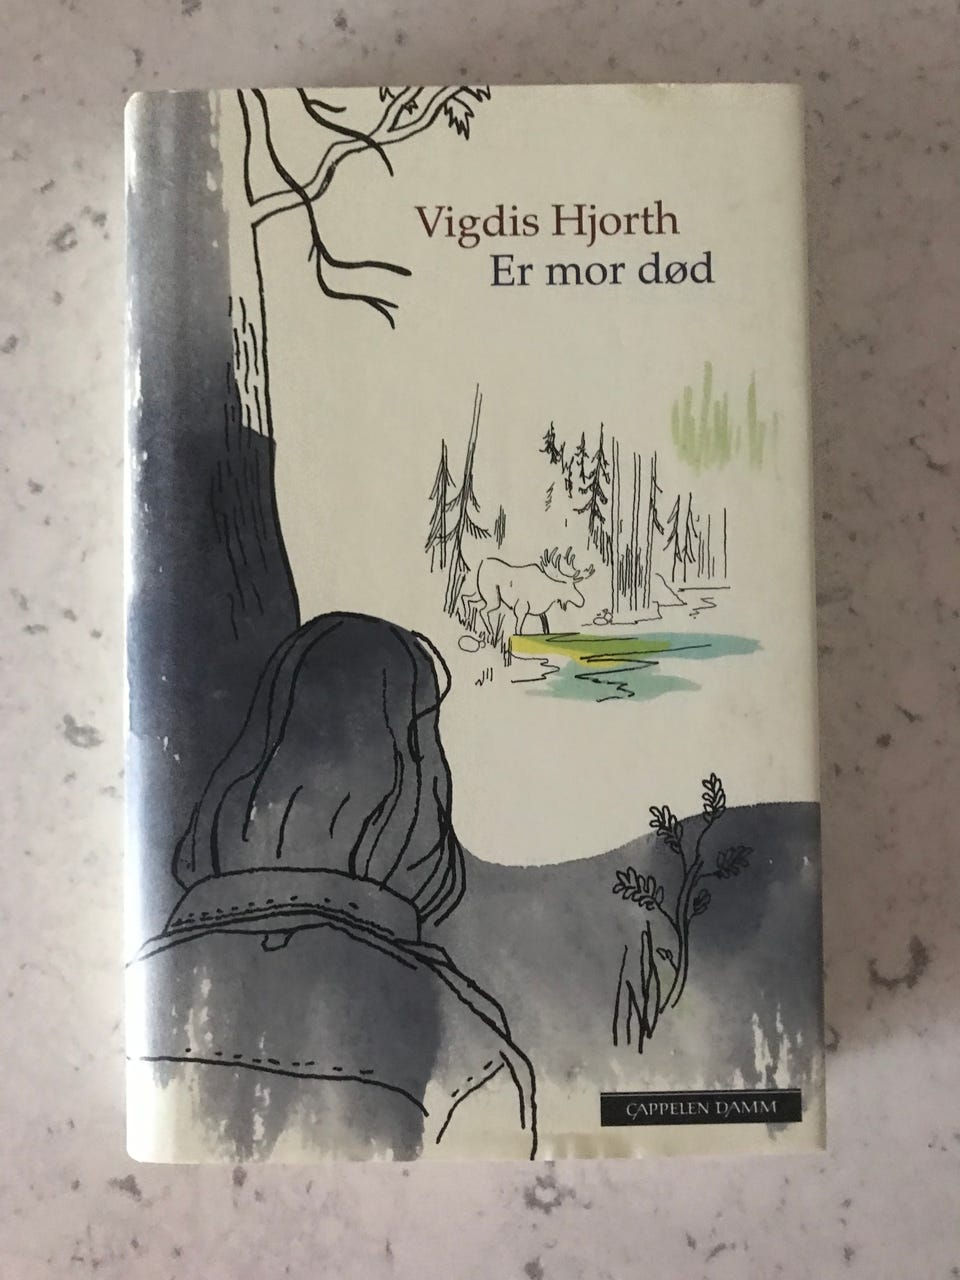 Vigdis Hjorth
Er mor død
CAPPELEN DAMM